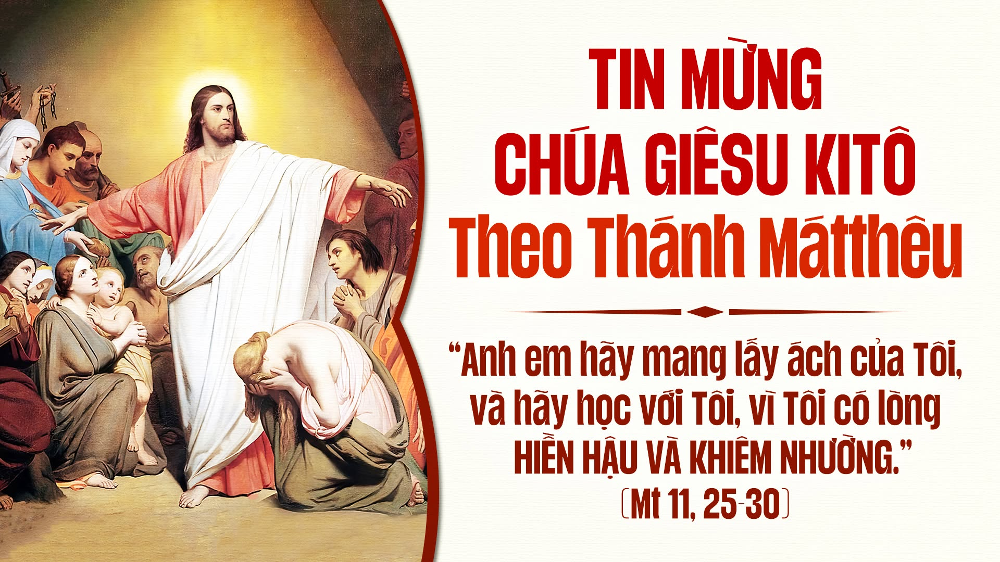 TIN MỪNG
CHÚA GIÊSU KITÔ
Theo Thánh Mátthêu
“Anh em hãy mang lấy ách của Tôi,
và hãy học với Tôi, vì Tôi có lòng
HIỀN HẬU VÀ KHIÊM NHƯỜNG.”
(Mt 11, 25-30)